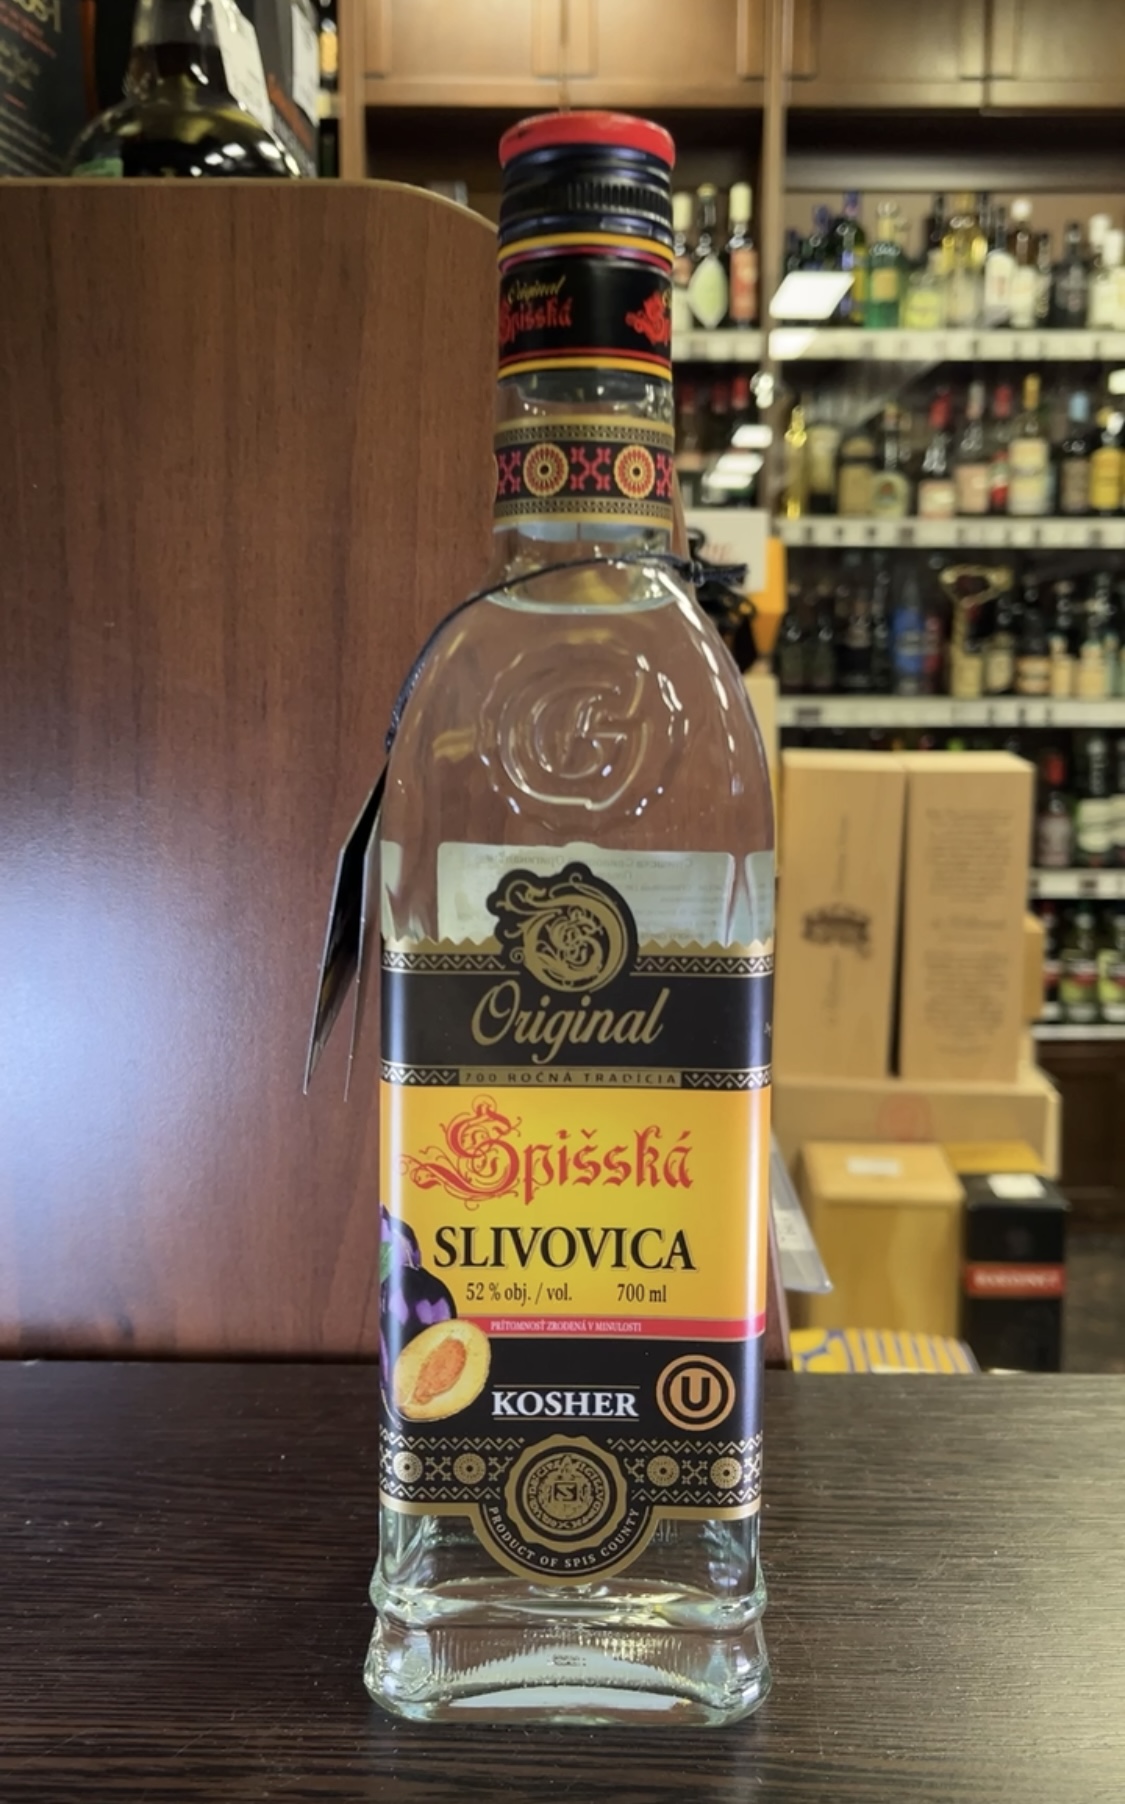 Original
Spišská
Original
700 ROČNÁ TRADÍCIA
Spišská
SLIVOVICA
52 % obj. / vol. 700 ml
PRÍTOMNOSŤ ZRODENÁ V MINULOSTI
KOSHER U
PRODUCT OF SPIS COUNTY